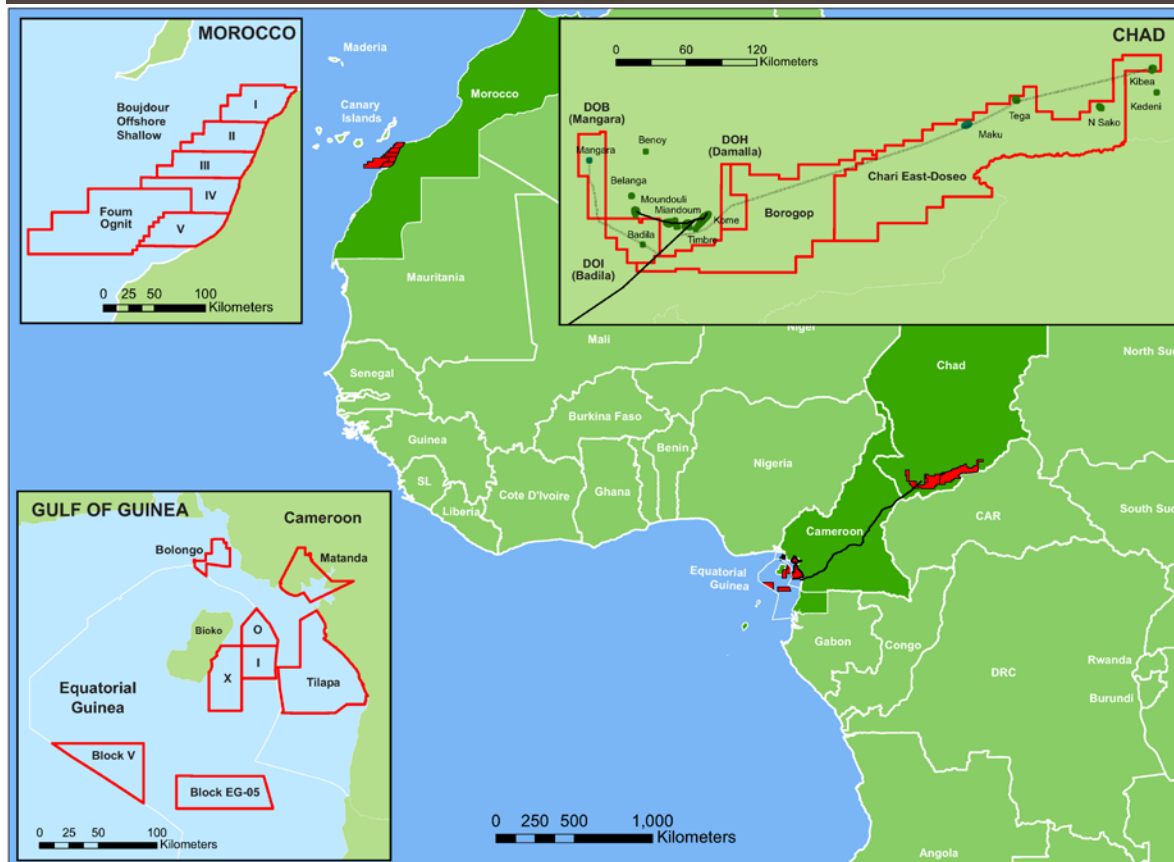 MOROCCO
Boujdour
Offshore
Shallow
I
II
III
IV
V
Foum
Ognit
0 25 50 100
Kilometers
Maderia
Canary
Islands
Morocco
CHAD
0 60 120
Kilometers
DOB
(Mangara)
Mangara
Benoy
DOH
(Damalla)
Belanga
Moundouli
Miandoum
Kome
Badila
Timbre
DOI
(Badila)
Borogop
Chari East-Doseo
Maku
Tega
N Sako
Kibea
Kedeni
Mauritania
Mali
Niger
Chad
North Suc
Senegal
Burkina Faso
Guinea
Benin
Nigeria
SL
Cote D'Ivoire
Ghana
Liberia
Cameroon
CAR
South Suc
Equatorial
Guinea
Gabon
Congo
DRC
Rwanda
Burundi
Angola
GULF OF GUINEA
Cameroon
Bolongo
Matanda
Bioko
O
I
X
Tilapa
Equatorial
Guinea
Block V
Block EG-05
0 25 50 100
Kilometers
0 250 500 1,000
Kilometers